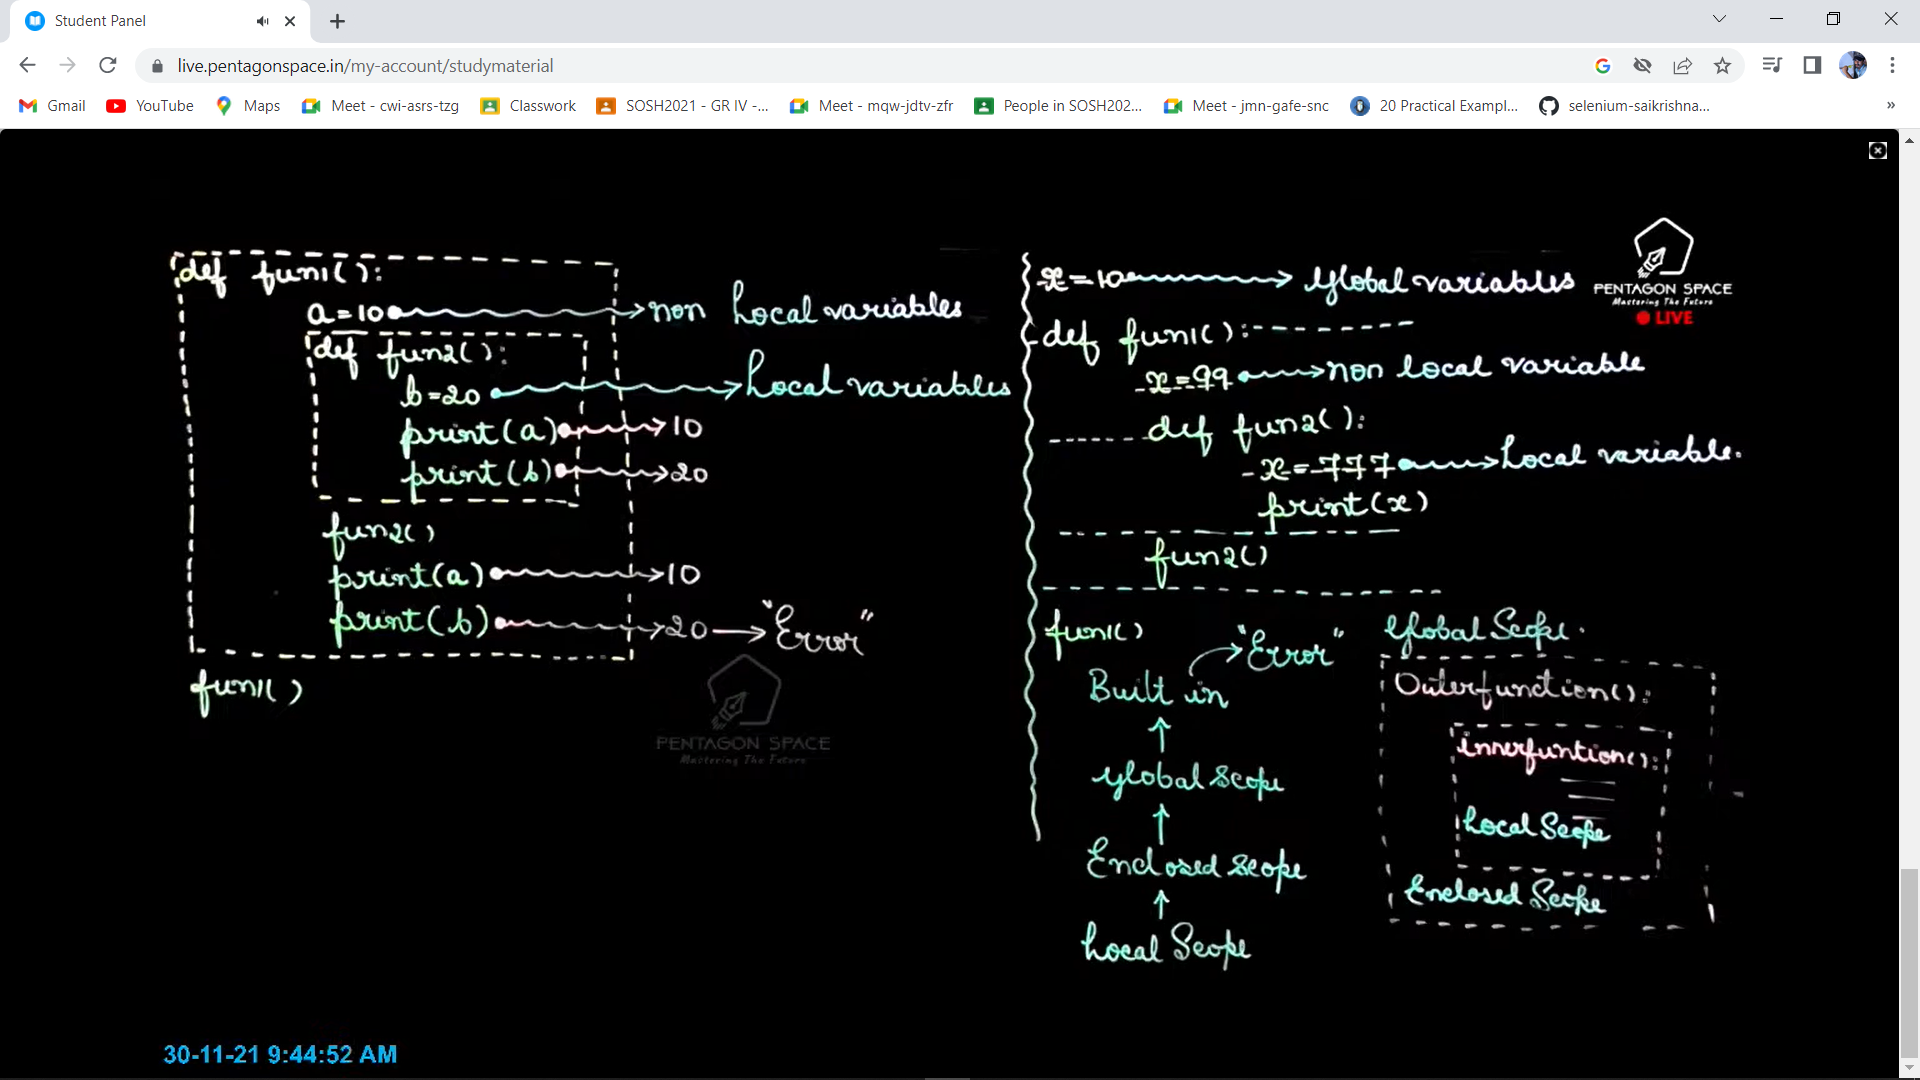 Student Panel
live.pentagonspace.in/my-account/studymaterial
Gmail YouTube Maps Meet - cwi-asrs-tzg Classwork SOSH2021 - GR IV -... Meet - mqw-jdtv-zfr People in SOSH202... Meet - jmn-gafe-snc 20 Practical Exampl... selenium-saikrishna... »
def fun1():
a=10 non local variables
def fun2():
b=20 Local variables
print(a) 10
print(b) 20
fun2()
print(a) 10
print(b) 20 "Error"
fun1()
PENTAGON SPACE
Mastering The Future
x=10 Global variables
def fun1():
x=99 non local variable
def fun2():
x=777 Local variable.
print(x)
fun2()
fun1()
"Error"
Built in
global scope
Enclosed scope
Local Scope
Global Scope.
Outerfunction():
innerfuntion():
Local Scope
Enclosed Scope
PENTAGON SPACE
Mastering The Future
LIVE
30-11-21 9:44:52 AM